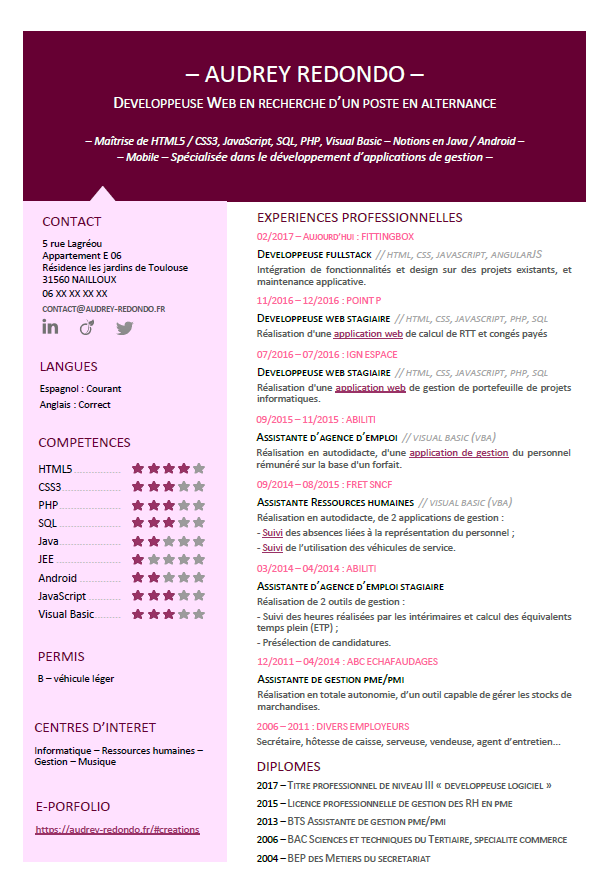 – AUDREY REDONDO –
DEVELOPPEUSE WEB EN RECHERCHE D'UN POSTE EN ALTERNANCE
– Maîtrise de HTML5 / CSS3, JavaScript, SQL, PHP, Visual Basic – Notions en Java / Android –
– Mobile – Spécialisée dans le développement d'applications de gestion –
CONTACT
5 rue Lagréou
Appartement E 06
Résidence les jardins de Toulouse
31560 NAILLOUX
06 XX XX XX XX
CONTACT@AUDREY-REDONDO.FR
in
LANGUES
Espagnol : Courant
Anglais : Correct
COMPETENCES
HTML5
CSS3
PHP
SQL
Java
JEE
Android
JavaScript
Visual Basic
PERMIS
B – véhicule léger
CENTRES D'INTERET
Informatique – Ressources humaines –
Gestion – Musique
E-PORFOLIO
https://audrey-redondo.fr/#creations
EXPERIENCES PROFESSIONNELLES
02/2017 – AUJOURD'HUI : FITTINGBOX
DEVELOPPEUSE FULLSTACK // HTML, CSS, JAVASCRIPT, ANGULARJS
Intégration de fonctionnalités et design sur des projets existants, et
maintenance applicative.
11/2016 – 12/2016 : POINT P
DEVELOPPEUSE WEB STAGIAIRE // HTML, CSS, JAVASCRIPT, PHP, SQL
Réalisation d'une application web de calcul de RTT et congés payés
07/2016 – 07/2016 : IGN ESPACE
DEVELOPPEUSE WEB STAGIAIRE // HTML, CSS, JAVASCRIPT, PHP, SQL
Réalisation d'une application web de gestion de portefeuille de projets
informatiques.
09/2015 – 11/2015 : ABILITI
ASSISTANTE D'AGENCE D'EMPLOI // VISUAL BASIC (VBA)
Réalisation en autodidacte, d'une application de gestion du personnel
rémunéré sur la base d'un forfait.
09/2014 – 08/2015 : FRET SNCF
ASSISTANTE RESSOURCES HUMAINES // VISUAL BASIC (VBA)
Réalisation en autodidacte, de 2 applications de gestion :
- Suivi des absences liées à la représentation du personnel ;
- Suivi de l'utilisation des véhicules de service.
03/2014 – 04/2014 : ABILITI
ASSISTANTE D'AGENCE D'EMPLOI STAGIAIRE
Réalisation de 2 outils de gestion :
- Suivi des heures réalisées par les intérimaires et calcul des équivalents
temps plein (ETP) ;
- Présélection de candidatures.
12/2011 – 04/2014 : ABC ECHAFAUDAGES
ASSISTANTE DE GESTION PME/PMI
Réalisation en totale autonomie, d'un outil capable de gérer les stocks de
marchandises.
2006 – 2011 : DIVERS EMPLOYEURS
Secrétaire, hôtesse de caisse, serveuse, vendeuse, agent d'entretien...
DIPLOMES
2017 – TITRE PROFESSIONNEL DE NIVEAU III « DEVELOPPEUSE LOGICIEL »
2015 – LICENCE PROFESSIONNELLE DE GESTION DES RH EN PME
2013 – BTS ASSISTANTE DE GESTION PME/PMI
2006 – BAC SCIENCES ET TECHNIQUES DU TERTIAIRE, SPECIALITE COMMERCE
2004 – BEP DES METIERS DU SECRETARIAT